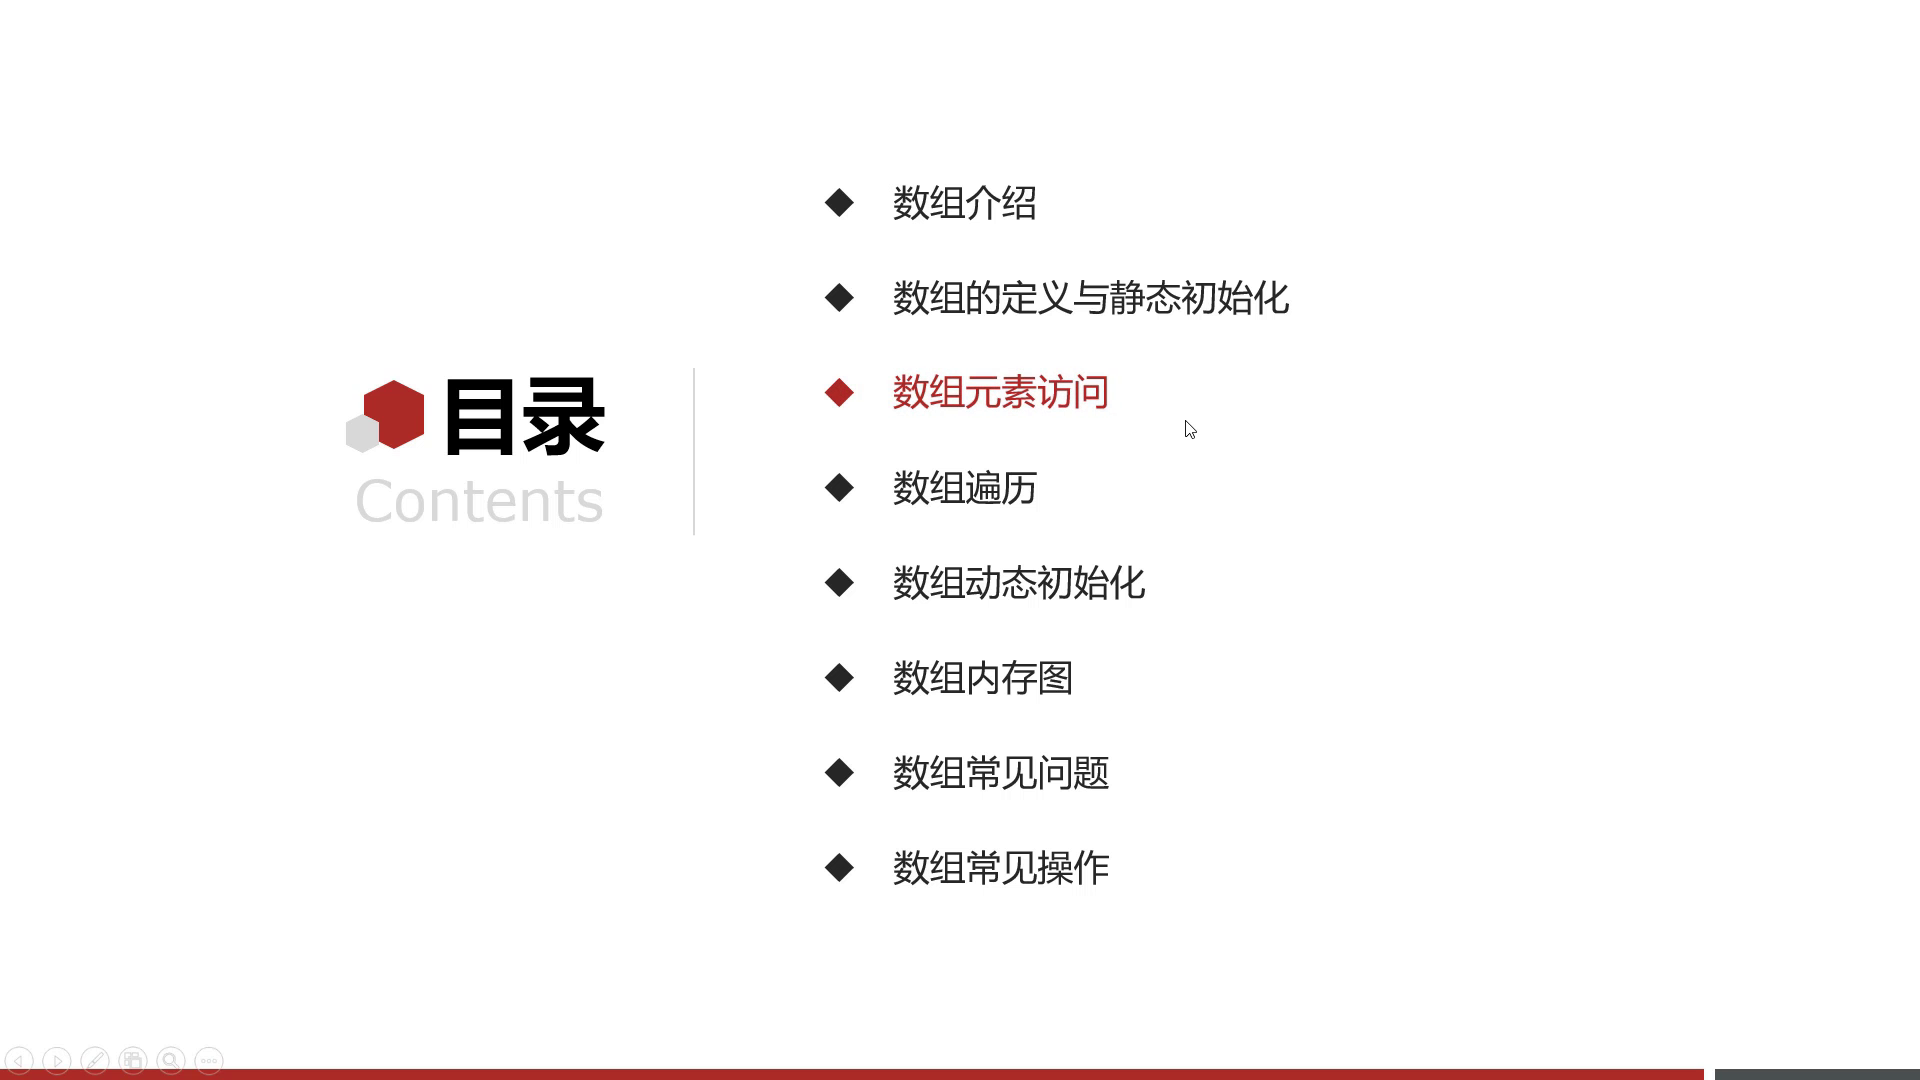 目录
Contents
数组介绍
数组的定义与静态初始化
数组元素访问
数组遍历
数组动态初始化
数组内存图
数组常见问题
数组常见操作